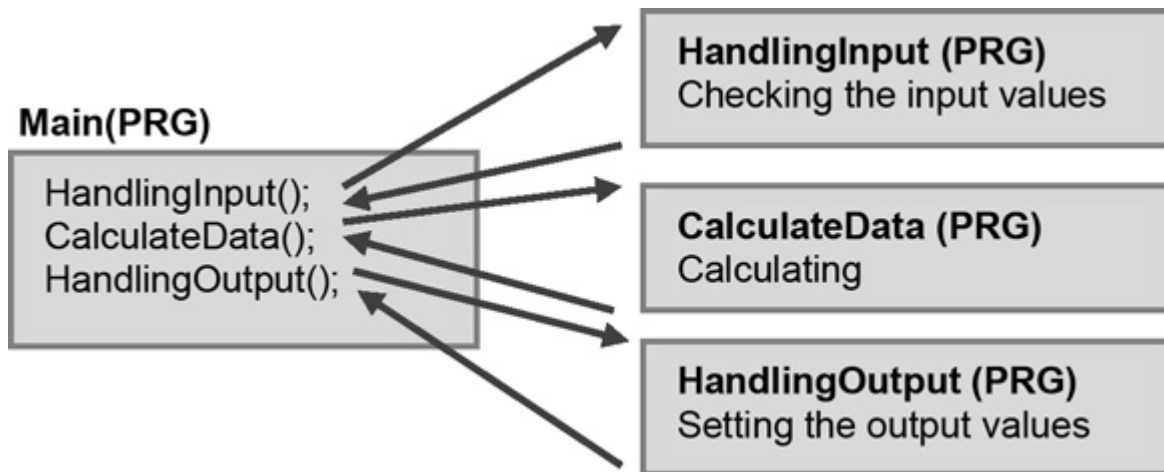 Main(PRG)
HandlingInput();
CalculateData();
HandlingOutput();
HandlingInput (PRG)
Checking the input values
CalculateData (PRG)
Calculating
HandlingOutput (PRG)
Setting the output values